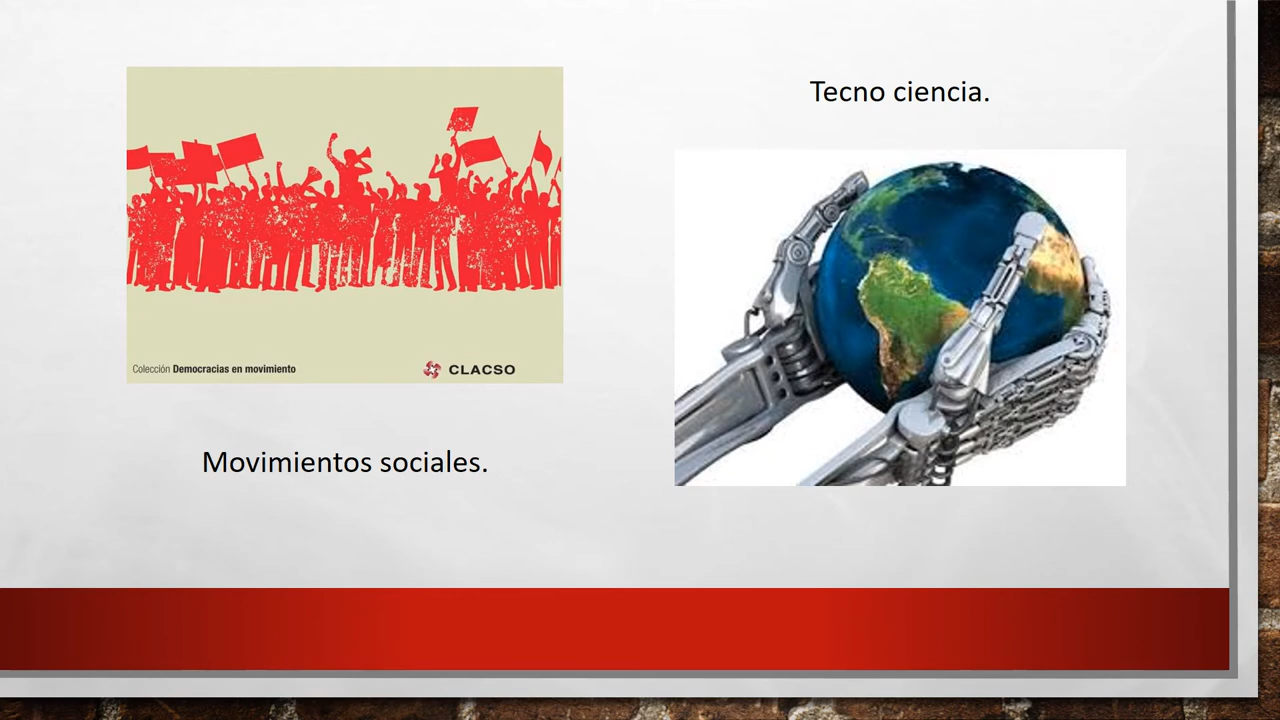 Tecno ciencia.
Colección Democracias en movimiento
CLACSO
Movimientos sociales.